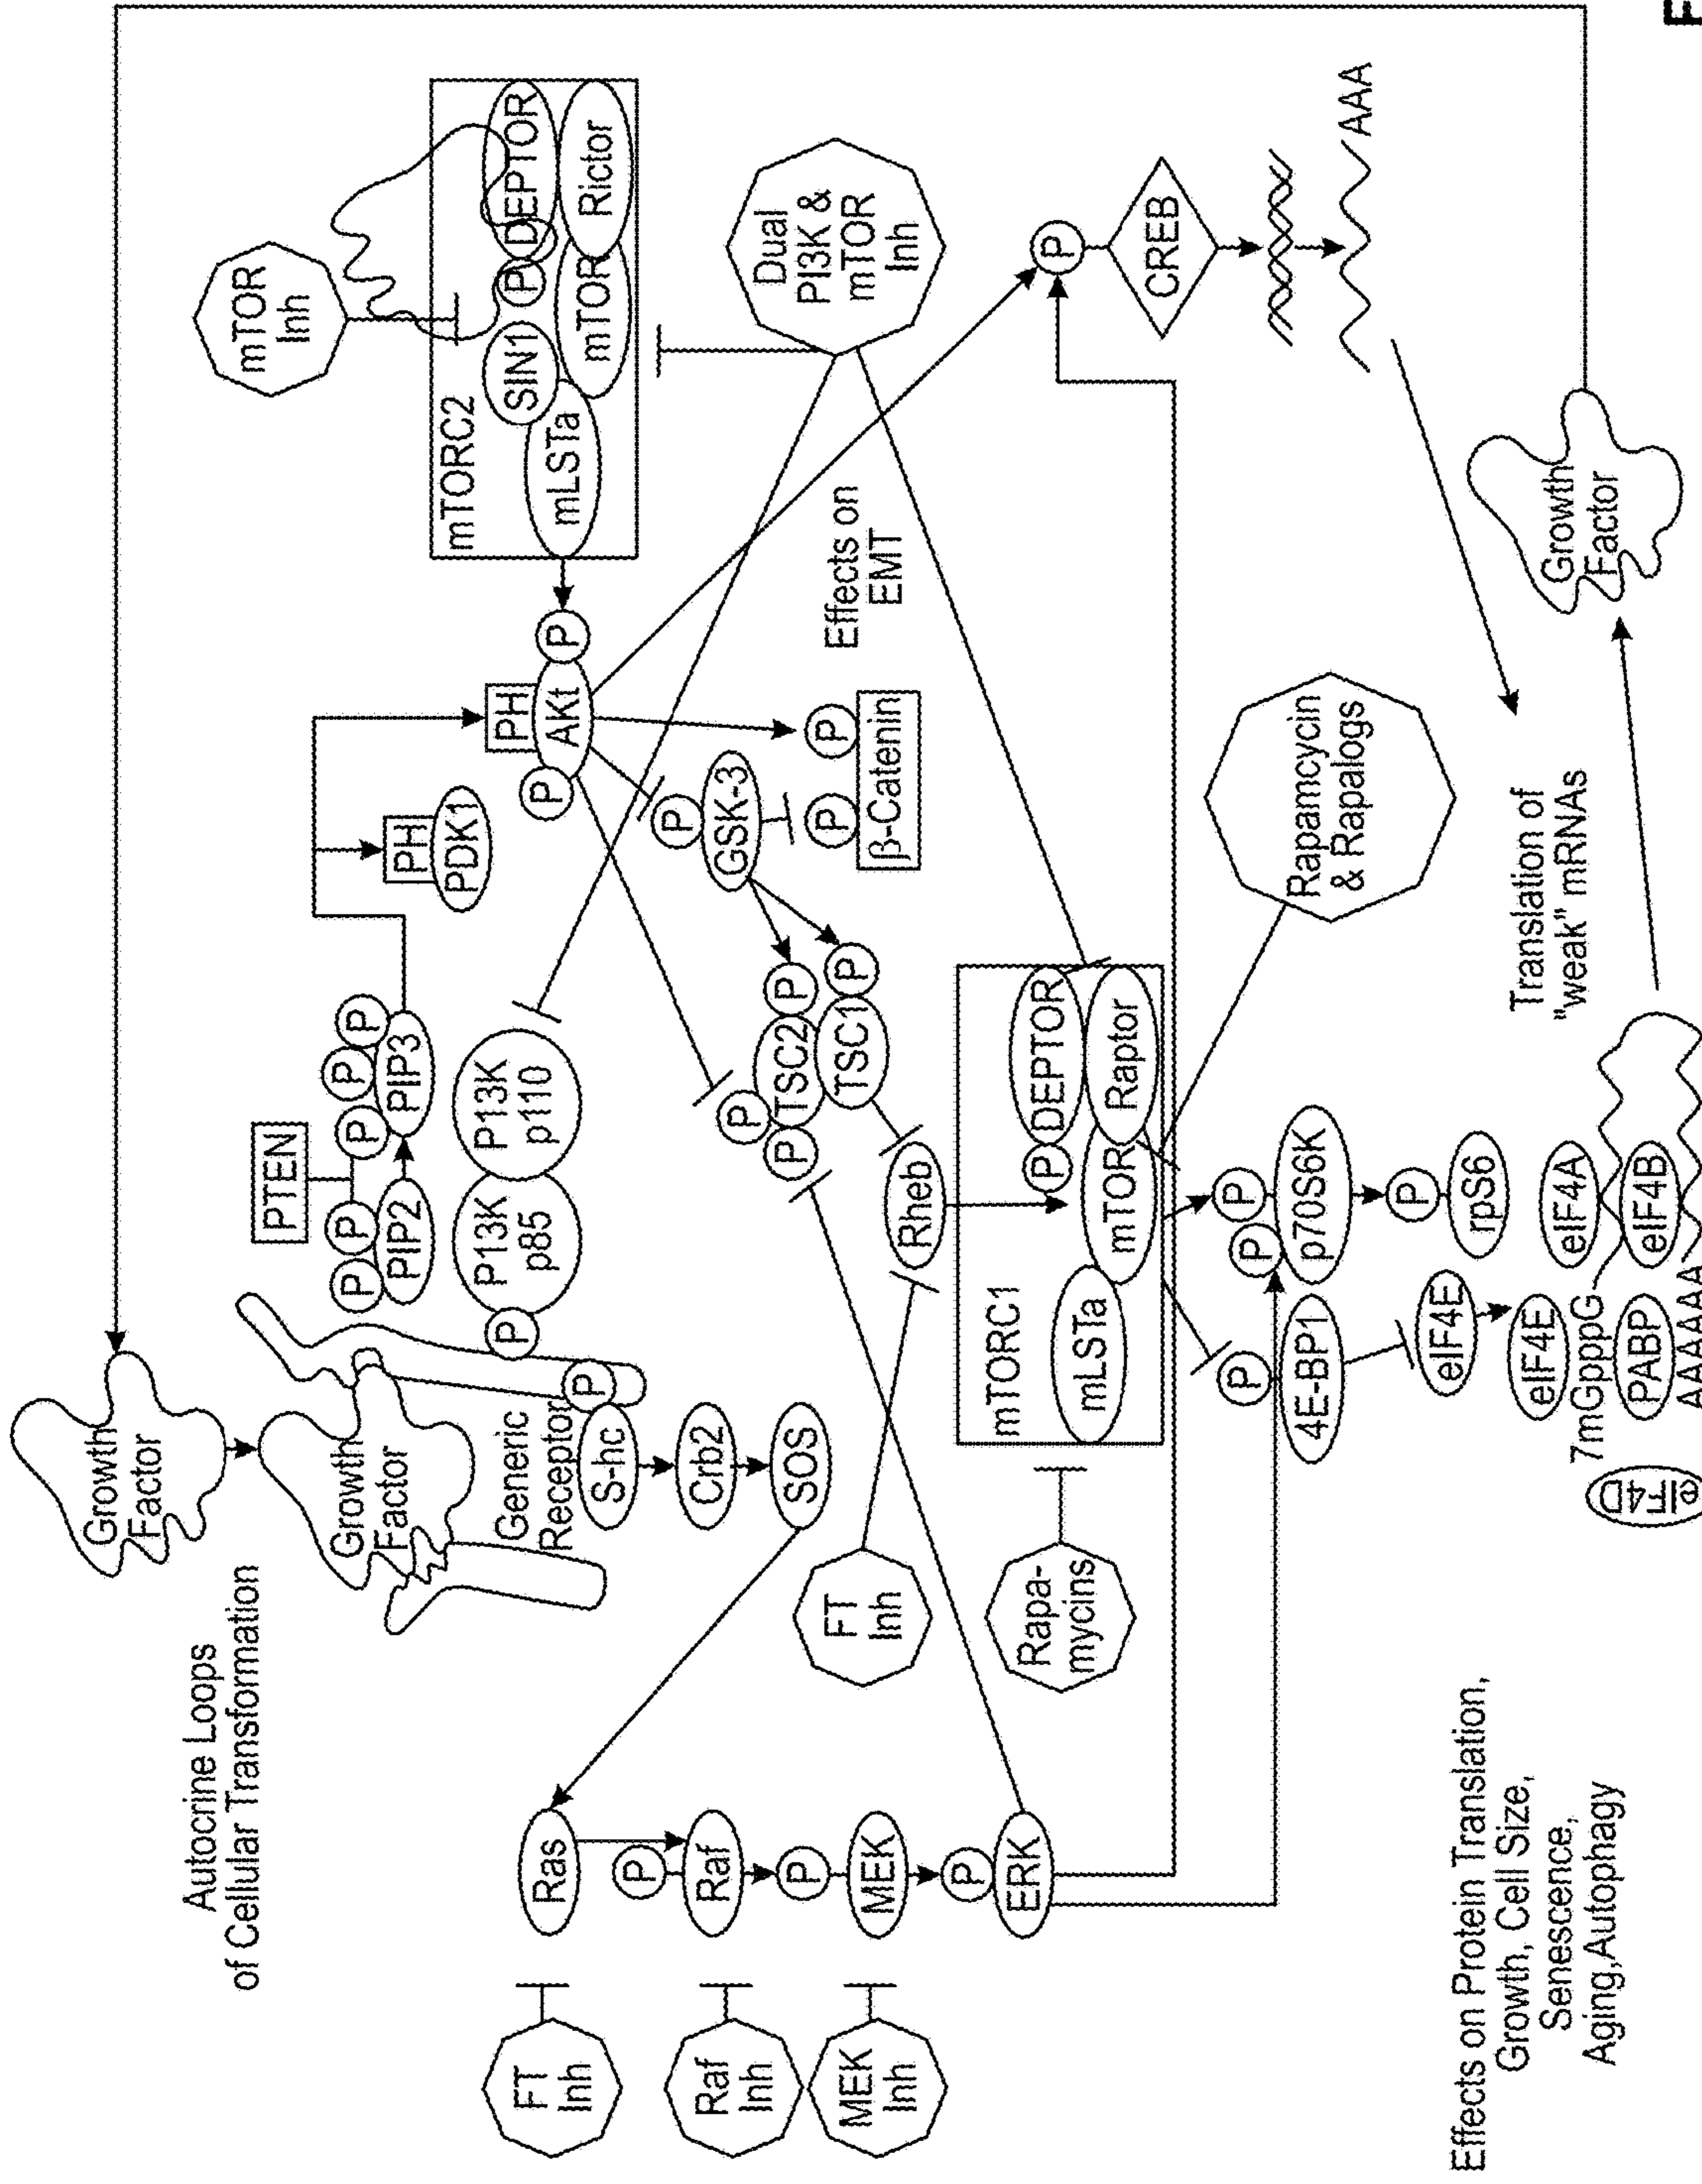 Autocrine Loops
of Cellular Transformation
Growth
Factor
Growth
Factor
Generic
Receptor
P
P
S-hc
Crb2
SOS
FT
Inh
Raf
Inh
MEK
Inh
Ras
P
Raf
P
MEK
P
ERK
PTEN
P
P
PIP2
P
P
P
PIP3
P13K
p85
P13K
p110
PH
PDK1
PH
AKt
P
P
mTOR
Inh
mTORC2
SIN1
P
DEPTOR
mLSTa
mTOR
Rictor
P
GSK-3
P
P
β-Catenin
Effects on
EMT
Dual
PI3K &
mTOR
Inh
P
P
TSC2
P
TSC1
P
FT
Inh
Rheb
Rapa-
mycins
mTORC1
P
DEPTOR
mLSTa
mTOR
Raptor
Rapamcycin
& Rapalogs
P
CREB
AAA
P
4E-BP1
P
P
p70S6K
P
rpS6
eIF4E
eIF4E
eIF4A
7mGpppG
eIF4B
PABP
AAAAA
eIF
4D
Translation of
"weak" mRNAs
Growth
Factor
Effects on Protein Translation,
Growth, Cell Size,
Senescence,
Aging,Autophagy